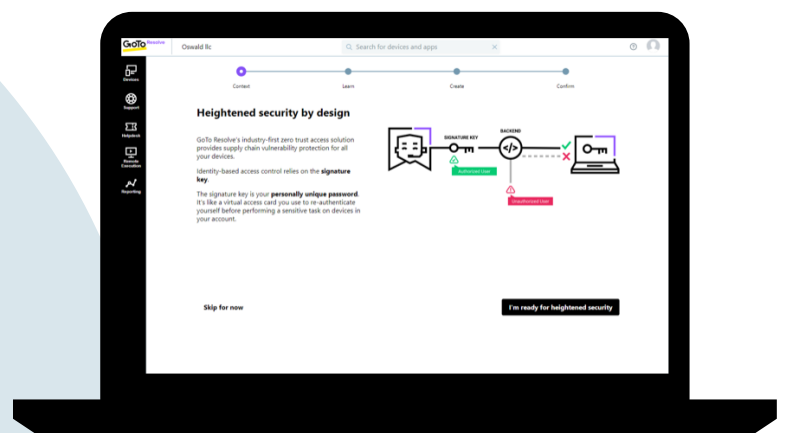 GoTo Resolve
Oswald llc
Search for devices and apps
Devices
Support
Helpdesk
Remote
Execution
Reporting
Context
Learn
Create
Confirm
Heightened security by design
GoTo Resolve's industry-first zero trust access solution
provides supply chain vulnerability protection for all
your devices.
Identity-based access control relies on the signature
key.
The signature key is your personally unique password.
It's like a virtual access card you use to re-authenticate
yourself before performing a sensitive task on devices in
your account.
SIGNATURE KEY
BACKEND
</>
Authorized User
Unauthorized User
Skip for now
I'm ready for heightened security